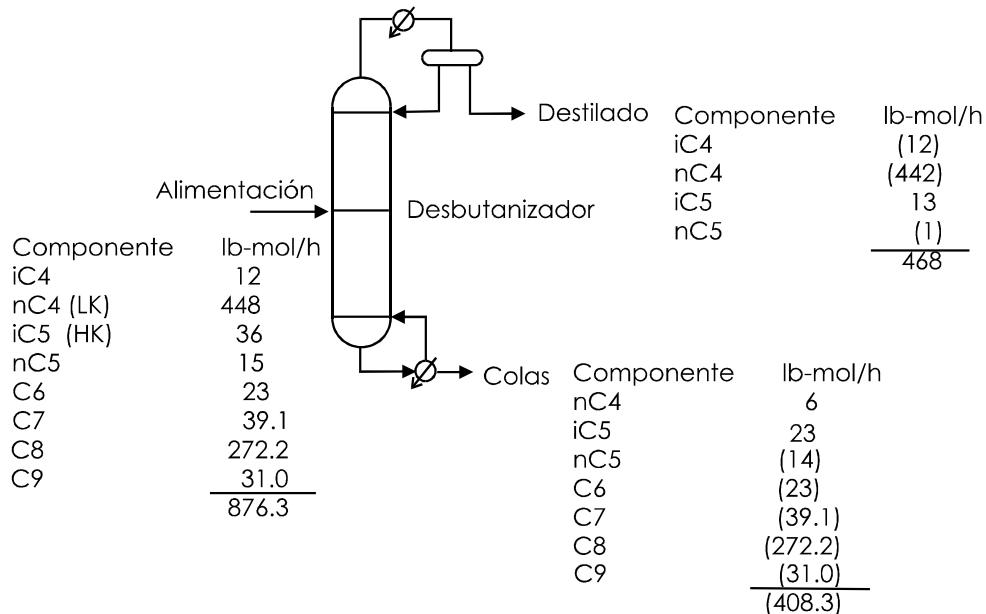 Destilado
Componente lb-mol/h
iC4 (12)
nC4 (442)
iC5 13
nC5 (1)
468
Alimentación
Desbutanizador
Componente lb-mol/h
iC4 12
nC4 (LK) 448
iC5 (HK) 36
nC5 15
C6 23
C7 39.1
C8 272.2
C9 31.0
876.3
Colas
Componente lb-mol/h
nC4 6
iC5 23
nC5 (14)
C6 (23)
C7 (39.1)
C8 (272.2)
C9 (31.0)
(408.3)